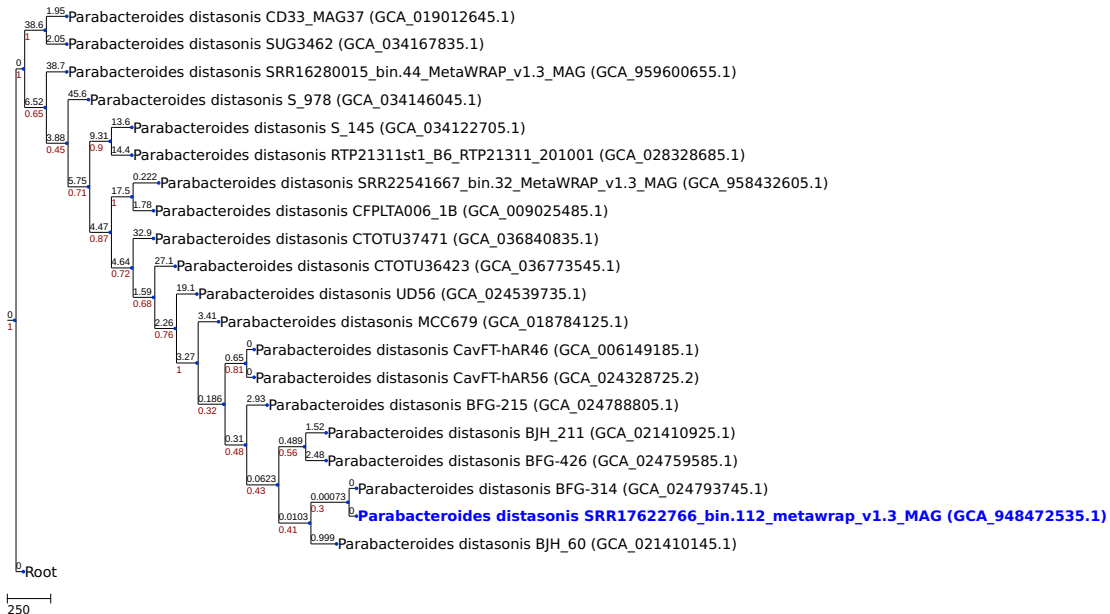 1.95
Parabacteroides distasonis CD33_MAG37 (GCA_019012645.1)
38.6
1
2.05
Parabacteroides distasonis SUG3462 (GCA_034167835.1)
0
1
38.7
Parabacteroides distasonis SRR16280015_bin.44_MetaWRAP_v1.3_MAG (GCA_959600655.1)
6.52
0.65
45.6
Parabacteroides distasonis S_978 (GCA_034146045.1)
3.88
0.45
13.6
Parabacteroides distasonis S_145 (GCA_034122705.1)
9.31
0.9
14.4
Parabacteroides distasonis RTP21311st1_B6_RTP21311_201001 (GCA_028328685.1)
5.75
0.71
0.222
Parabacteroides distasonis SRR22541667_bin.32_MetaWRAP_v1.3_MAG (GCA_958432605.1)
17.5
1
1.78
Parabacteroides distasonis CFPLTA006_1B (GCA_009025485.1)
4.47
0.87
32.9
Parabacteroides distasonis CTOTU37471 (GCA_036840835.1)
4.64
0.72
27.1
Parabacteroides distasonis CTOTU36423 (GCA_036773545.1)
1.59
0.68
19.1
Parabacteroides distasonis UD56 (GCA_024539735.1)
2.26
0.76
0
1
3.41
Parabacteroides distasonis MCC679 (GCA_018784125.1)
3.27
1
0
Parabacteroides distasonis CavFT-hAR46 (GCA_006149185.1)
0.65
0.81
0
Parabacteroides distasonis CavFT-hAR56 (GCA_024328725.2)
0.186
0.32
2.93
Parabacteroides distasonis BFG-215 (GCA_024788805.1)
0.31
0.48
1.52
Parabacteroides distasonis BJH_211 (GCA_021410925.1)
0.489
0.56
2.48
Parabacteroides distasonis BFG-426 (GCA_024759585.1)
0.0623
0.43
0
Parabacteroides distasonis BFG-314 (GCA_024793745.1)
0.00073
0.3
0
Parabacteroides distasonis SRR17622766_bin.112_metawrap_v1.3_MAG (GCA_948472535.1)
0.0103
0.41
0.999
Parabacteroides distasonis BJH_60 (GCA_021410145.1)
0
Root
250